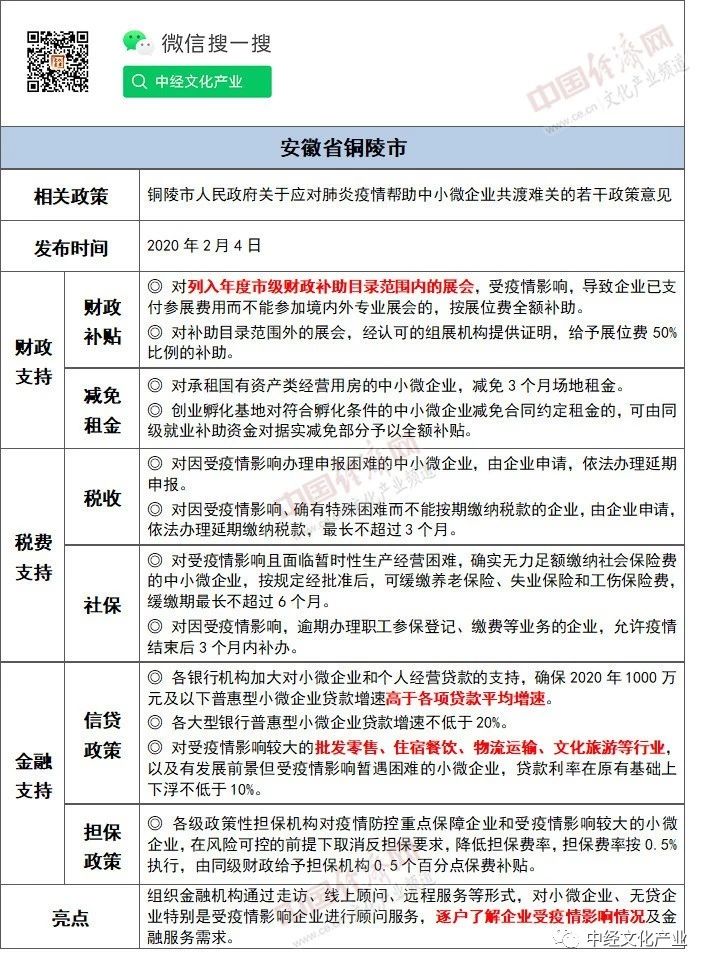 微信搜一搜
中经文化产业
中国经济网
www.ce.cn 文化产业频道
安徽省铜陵市
相关政策
铜陵市人民政府关于应对肺炎疫情帮助中小微企业共渡难关的若干政策意见
发布时间
2020 年 2 月 4 日
财政
支持
财政
补贴
◎ 对列入年度市级财政补助目录范围内的展会，受疫情影响，导致企业已支
付参展费用而不能参加境内外专业展会的，按展位费全额补助。
◎ 对补助目录范围外的展会，经认可的组展机构提供证明，给予展位费 50%
比例的补助。
减免
租金
◎ 对承租国有资产类经营用房的中小微企业，减免 3 个月场地租金。
◎ 创业孵化基地对符合孵化条件的中小微企业减免合同约定租金的，可由同
级就业补助资金对据实减免部分予以全额补贴。
中国经济网
www.ce.cn 文化产业频道
税费
支持
税收
◎ 对因受疫情影响办理申报困难的中小微企业，由企业申请，依法办理延期
申报。
◎ 对因受疫情影响、确有特殊困难而不能按期缴纳税款的企业，由企业申请，
依法办理延期缴纳税款，最长不超过 3 个月。
社保
◎ 对受疫情影响且面临暂时性生产经营困难，确实无力足额缴纳社会保险费
的中小微企业，按规定经批准后，可缓缴养老保险、失业保险和工伤保险费，
缓缴期最长不超过 6 个月。
◎ 对因受疫情影响，逾期办理职工参保登记、缴费等业务的企业，允许疫情
结束后 3 个月内补办。
金融
支持
信贷
政策
◎ 各银行机构加大对小微企业和个人经营贷款的支持，确保 2020 年 1000 万
元及以下普惠型小微企业贷款增速高于各项贷款平均增速。
◎ 各大型银行普惠型小微企业贷款增速不低于 20%。
◎ 对受疫情影响较大的批发零售、住宿餐饮、物流运输、文化旅游等行业，
以及有发展前景但受疫情影响暂遇困难的小微企业，贷款利率在原有基础上
下浮不低于 10%。
担保
政策
◎ 各级政策性担保机构对疫情防控重点保障企业和受疫情影响较大的小微
企业，在风险可控的前提下取消反担保要求，降低担保费率，担保费率按 0.5%
执行，由同级财政给予担保机构 0.5 个百分点保费补贴。
中国经济网
www.ce.cn 文化产业频道
亮点
组织金融机构通过走访、线上顾问、远程服务等形式，对小微企业、无贷企
业特别是受疫情影响企业进行顾问服务，逐户了解企业受疫情影响情况及金
融服务需求。
中经文化产业